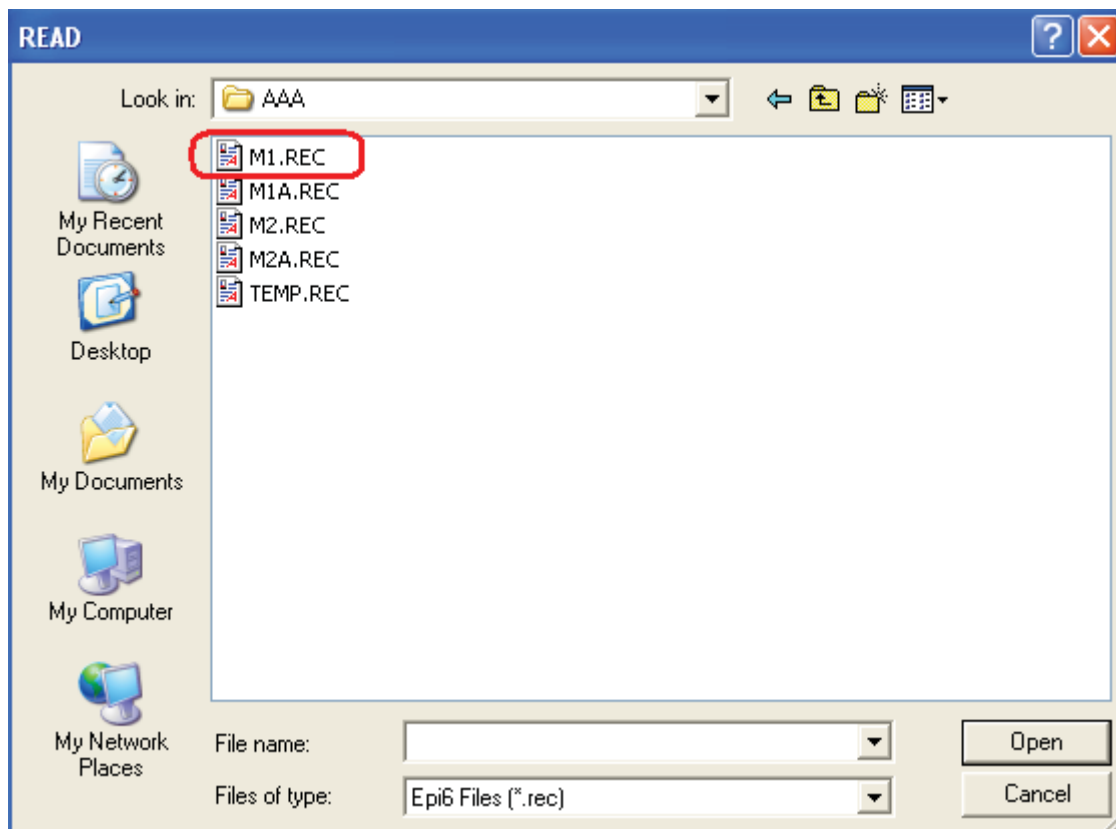 READ
Look in:
AAA
My Recent
Documents
Desktop
My Documents
My Computer
My Network
Places
M1.REC
M1A.REC
M2.REC
M2A.REC
TEMP.REC
File name:
Open
Files of type:
Epi6 Files (*.rec)
Cancel